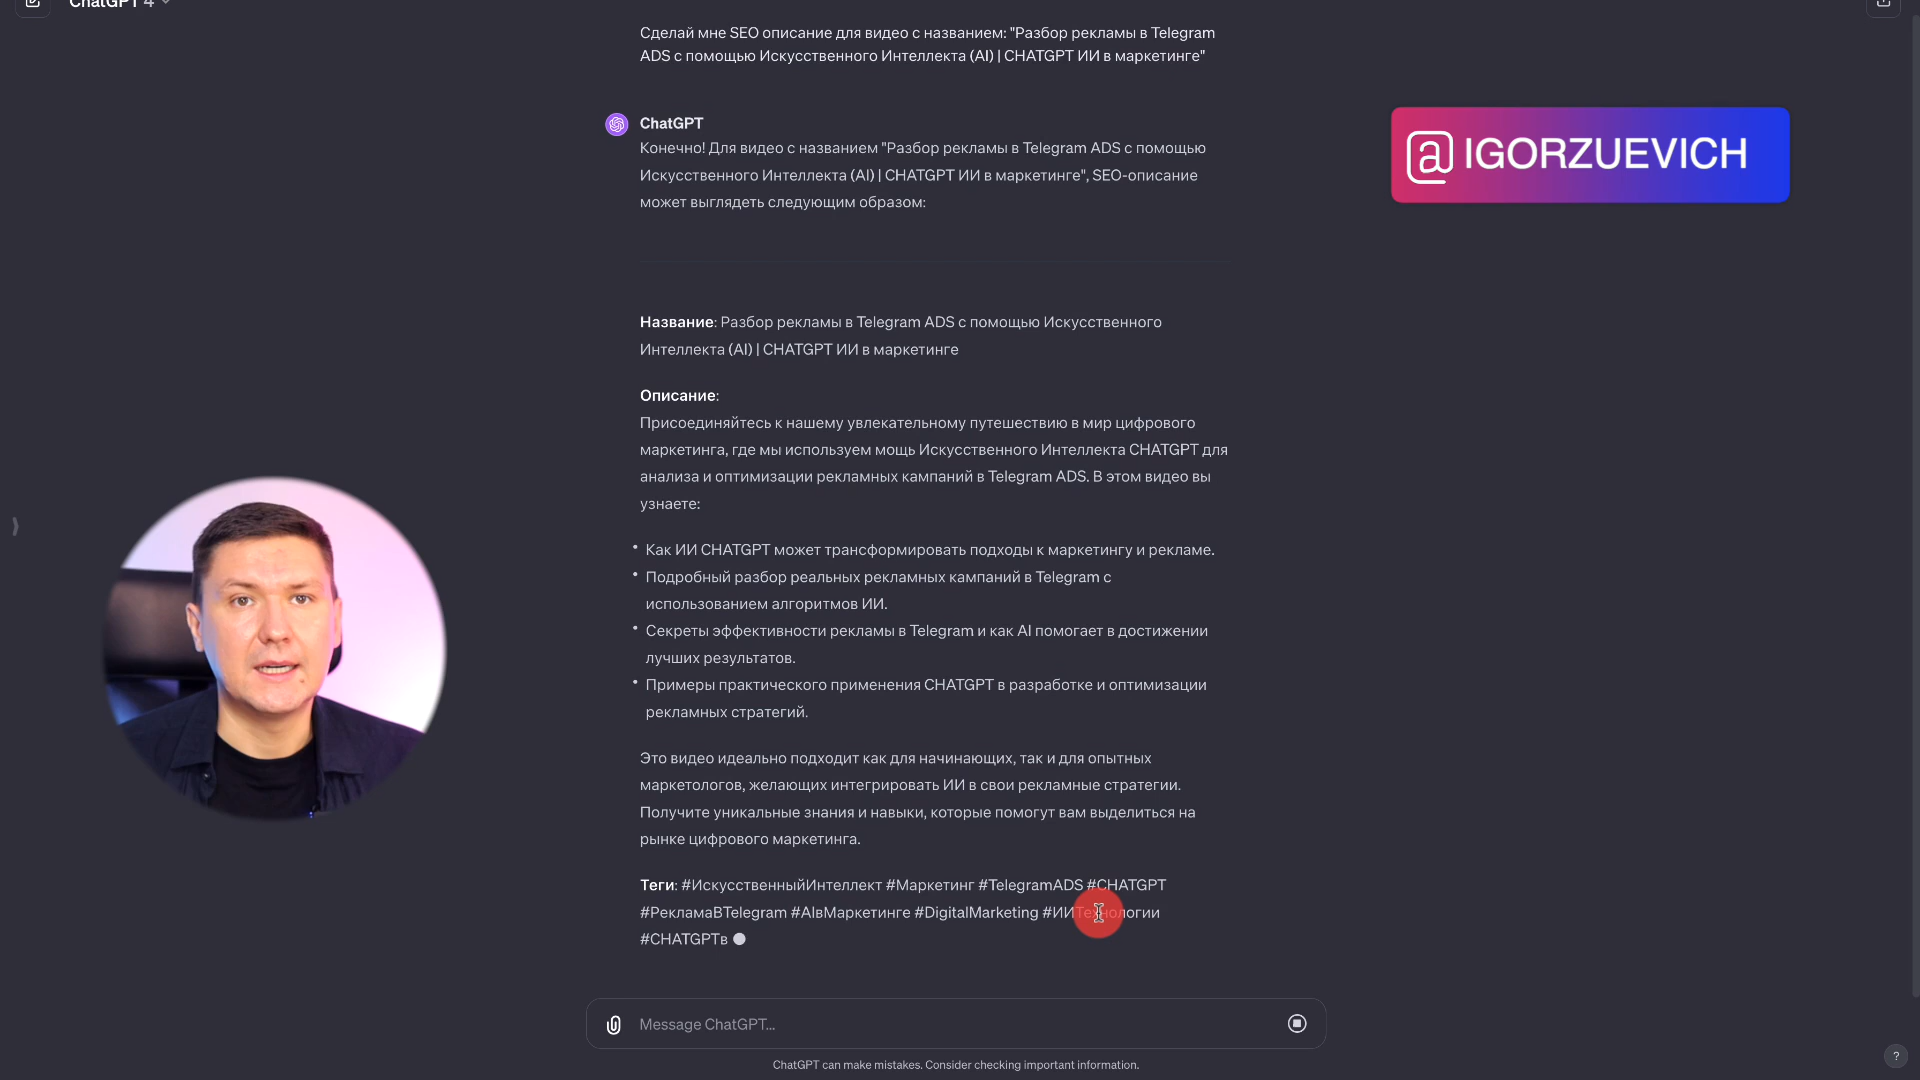 ChatGPT 4
Сделай мне SEO описание для видео с названием: "Разбор рекламы в Telegram
ADS с помощью Искусственного Интеллекта (AI) | CHATGPT ИИ в маркетинге"
ChatGPT
Конечно! Для видео с названием "Разбор рекламы в Telegram ADS с помощью
Искусственного Интеллекта (AI) | CHATGPT ИИ в маркетинге", SEO-описание
может выглядеть следующим образом:
@IGORZUEVICH
Название: Разбор рекламы в Telegram ADS с помощью Искусственного
Интеллекта (AI) | CHATGPT ИИ в маркетинге
Описание:
Присоединяйтесь к нашему увлекательному путешествию в мир цифрового
маркетинга, где мы используем мощь Искусственного Интеллекта CHATGPT для
анализа и оптимизации рекламных кампаний в Telegram ADS. В этом видео вы
узнаете:
• Как ИИ CHATGPT может трансформировать подходы к маркетингу и рекламе.
• Подробный разбор реальных рекламных кампаний в Telegram с
использованием алгоритмов ИИ.
• Секреты эффективности рекламы в Telegram и как AI помогает в достижении
лучших результатов.
• Примеры практического применения CHATGPT в разработке и оптимизации
рекламных стратегий.
Это видео идеально подходит как для начинающих, так и для опытных
маркетологов, желающих интегрировать ИИ в свои рекламные стратегии.
Получите уникальные знания и навыки, которые помогут вам выделиться на
рынке цифрового маркетинга.
Теги: #ИскусственныйИнтеллект #Маркетинг #TelegramADS #CHATGPT
#РекламаВTelegram #AIвМаркетинге #DigitalMarketing #ИИТехнологии
#CHATGPTв
Message ChatGPT...
ChatGPT can make mistakes. Consider checking important information.
?